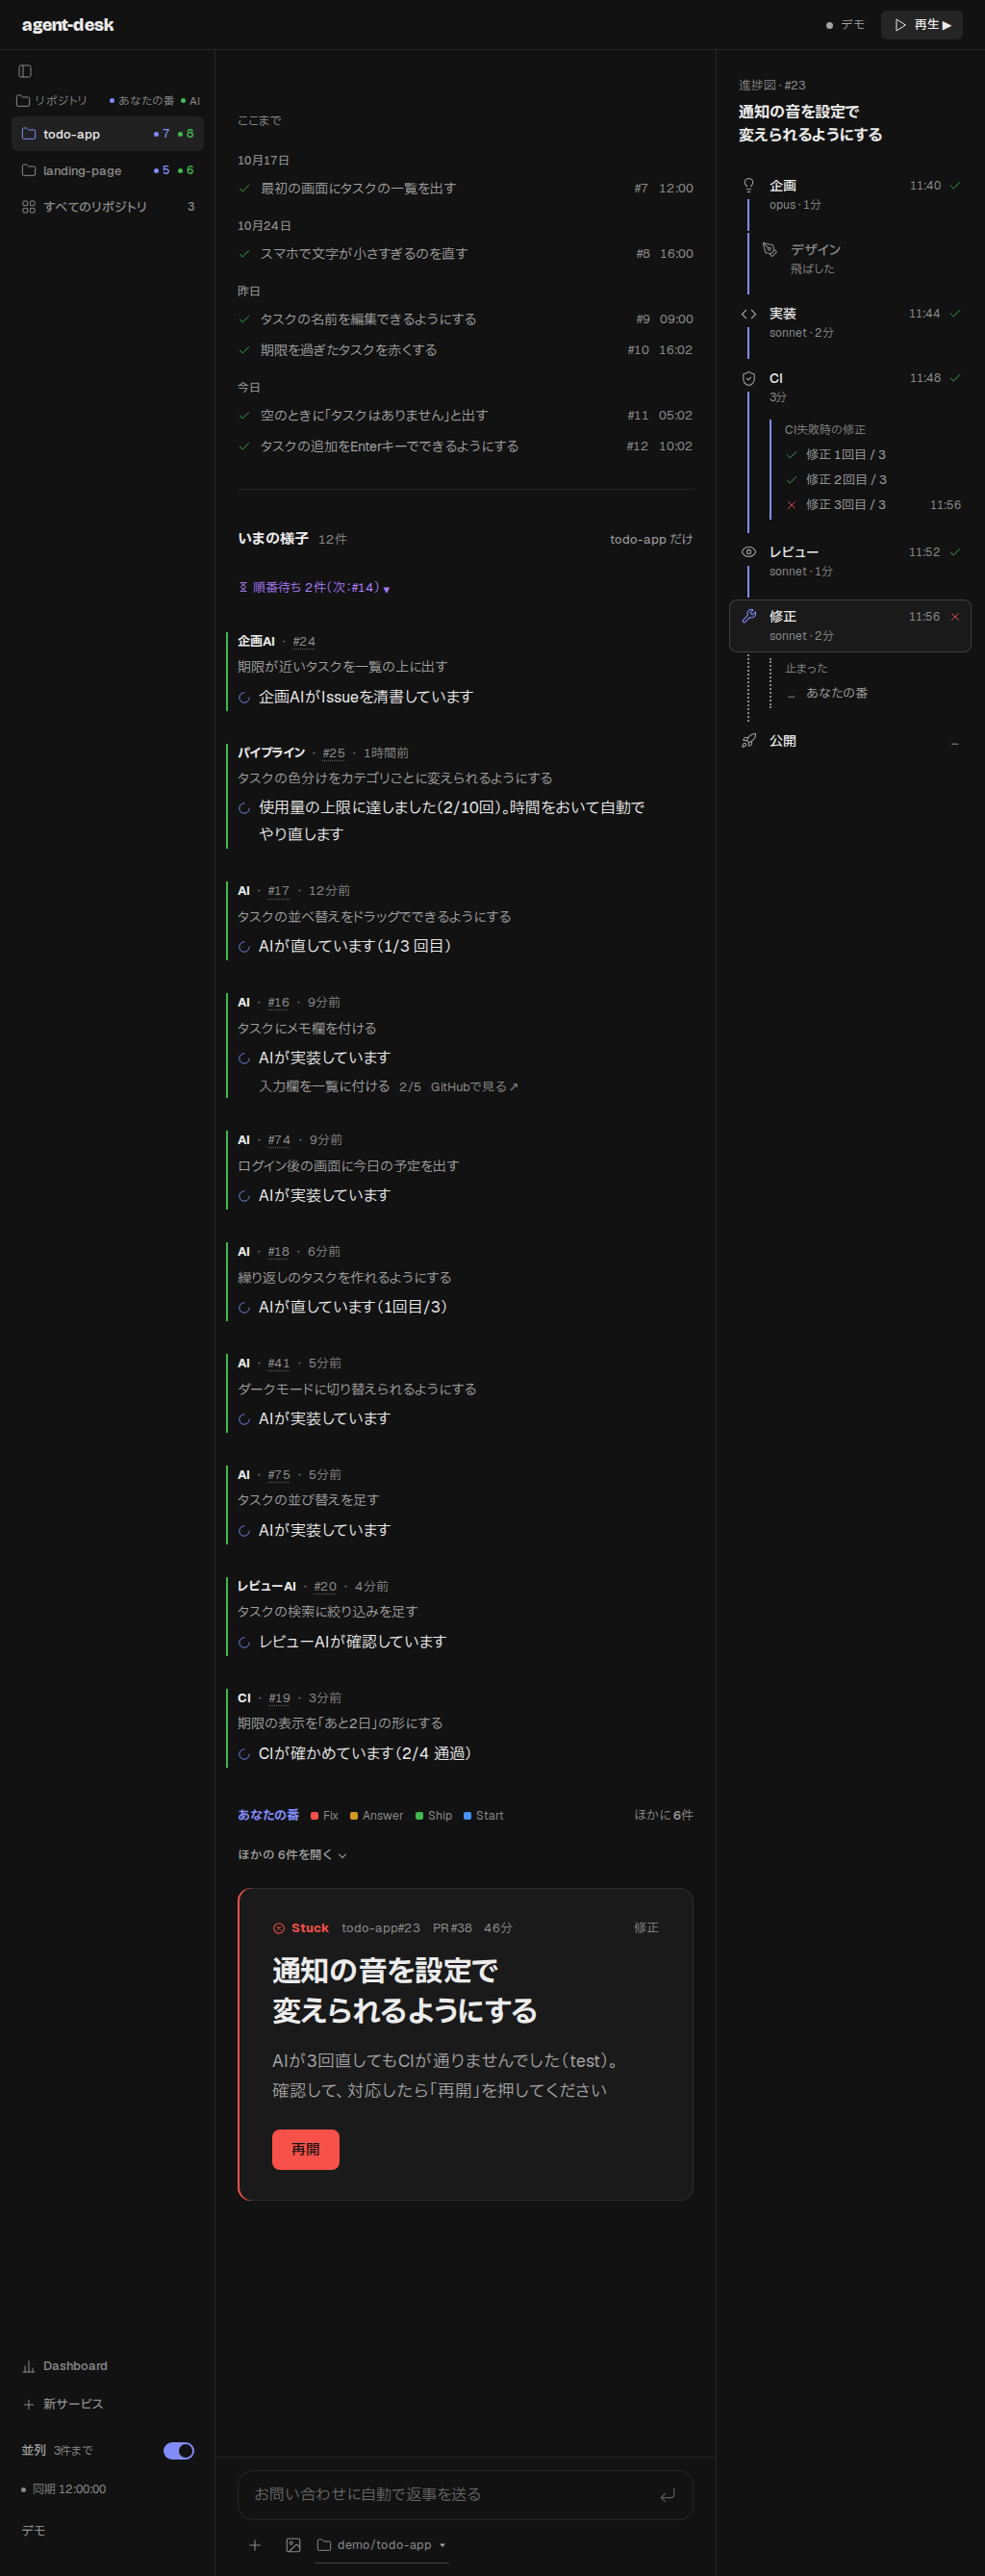 agent-desk
デモ
再生 ▶
リポジトリ
あなたの番
AI
todo-app
7
8
landing-page
5
6
すべてのリポジトリ
3
ここまで
10月17日
最初の画面にタスクの一覧を出す
#7 12:00
10月24日
スマホで文字が小さすぎるのを直す
#8 16:00
昨日
タスクの名前を編集できるようにする
#9 09:00
期限を過ぎたタスクを赤くする
#10 16:02
今日
空のときに「タスクはありません」と出す
#11 05:02
タスクの追加をEnterキーでできるようにする
#12 10:02
いまの様子 12件
todo-app だけ
順番待ち 2件(次:#14) ▼
企画AI · #24
期限が近いタスクを一覧の上に出す
企画AIがIssueを清書しています
パイプライン · #25 · 1時間前
タスクの色分けをカテゴリごとに変えられるようにする
使用量の上限に達しました(2/10回)。時間をおいて自動で
やり直します
AI · #17 · 12分前
タスクの並べ替えをドラッグでできるようにする
AIが直しています(1/3 回目)
AI · #16 · 9分前
タスクにメモ欄を付ける
AIが実装しています
入力欄を一覧に付ける 2/5 GitHubで見る ↗
AI · #74 · 9分前
ログイン後の画面に今日の予定を出す
AIが実装しています
AI · #18 · 6分前
繰り返しのタスクを作れるようにする
AIが直しています(1回目/3)
AI · #41 · 5分前
ダークモードに切り替えられるようにする
AIが実装しています
AI · #75 · 5分前
タスクの並び替えを足す
AIが実装しています
レビューAI · #20 · 4分前
タスクの検索に絞り込みを足す
レビューAIが確認しています
CI · #19 · 3分前
期限の表示を「あと2日」の形にする
CIが確かめています(2/4 通過)
あなたの番 Fix Answer Ship Start
ほかに 6件
ほかの 6件を開く
Stuck todo-app#23 PR#38 46分
修正
通知の音を設定で
変えられるようにする
AIが3回直してもCIが通りませんでした(test)。
確認して、対応したら「再開」を押してください
再開
お問い合わせに自動で返事を送る
demo/todo-app
進捗図 · #23
通知の音を設定で
変えられるようにする
企画 11:40
opus · 1分
デザイン
飛ばした
実装 11:44
sonnet · 2分
CI 11:48
3分
CI失敗時の修正
修正 1回目 / 3
修正 2回目 / 3
修正 3回目 / 3 11:56
レビュー 11:52
sonnet · 1分
修正 11:56
sonnet · 2分
止まった
… あなたの番
公開 …
Dashboard
新サービス
並列 3件まで
同期 12:00:00
デモ